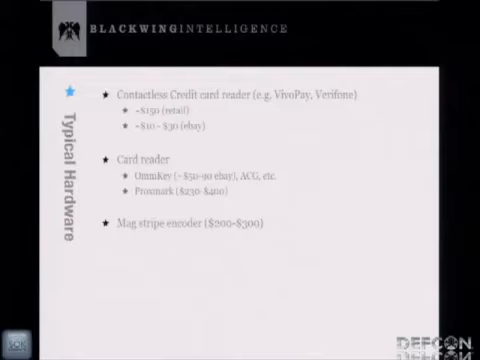 BLACKWINGINTELLIGENCE
Typical Hardware
Contactless Credit card reader (e.g. VivoPay, Verifone)
~$150 (retail)
~$10 - $30 (ebay)
Card reader
OmniKey (~$50-90 ebay), ACG, etc.
Proxmark ($230-$400)
Mag stripe encoder ($200-$300)
DEFCON